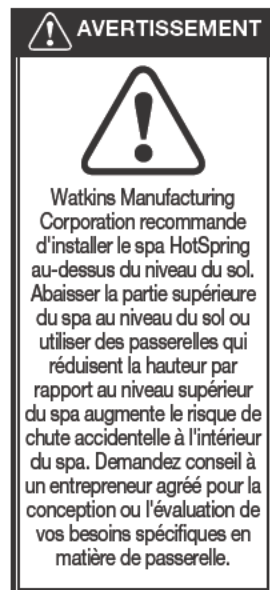 AVERTISSEMENT
Watkins Manufacturing
Corporation recommande
d'installer le spa HotSpring
au-dessus du niveau du sol.
Abaisser la partie supérieure
du spa au niveau du sol ou
utiliser des passerelles qui
réduisent la hauteur par
rapport au niveau supérieur
du spa augmente le risque de
chute accidentelle à l'intérieur
du spa. Demandez conseil à
un entrepreneur agréé pour la
conception ou l'évaluation de
vos besoins spécifiques en
matière de passerelle.